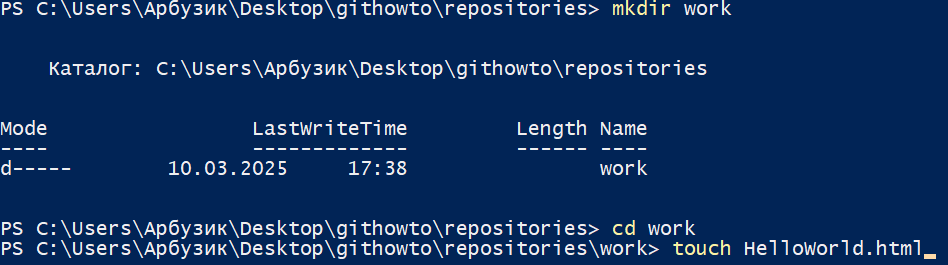 PS C:\Users\Арбузик\Desktop\githowto\repositories> mkdir work
Каталог: C:\Users\Арбузик\Desktop\githowto\repositories
Mode LastWriteTime Length Name
---- ------------- ------ ----
d----- 10.03.2025 17:38 work
PS C:\Users\Арбузик\Desktop\githowto\repositories> cd work
PS C:\Users\Арбузик\Desktop\githowto\repositories\work> touch HelloWorld.html